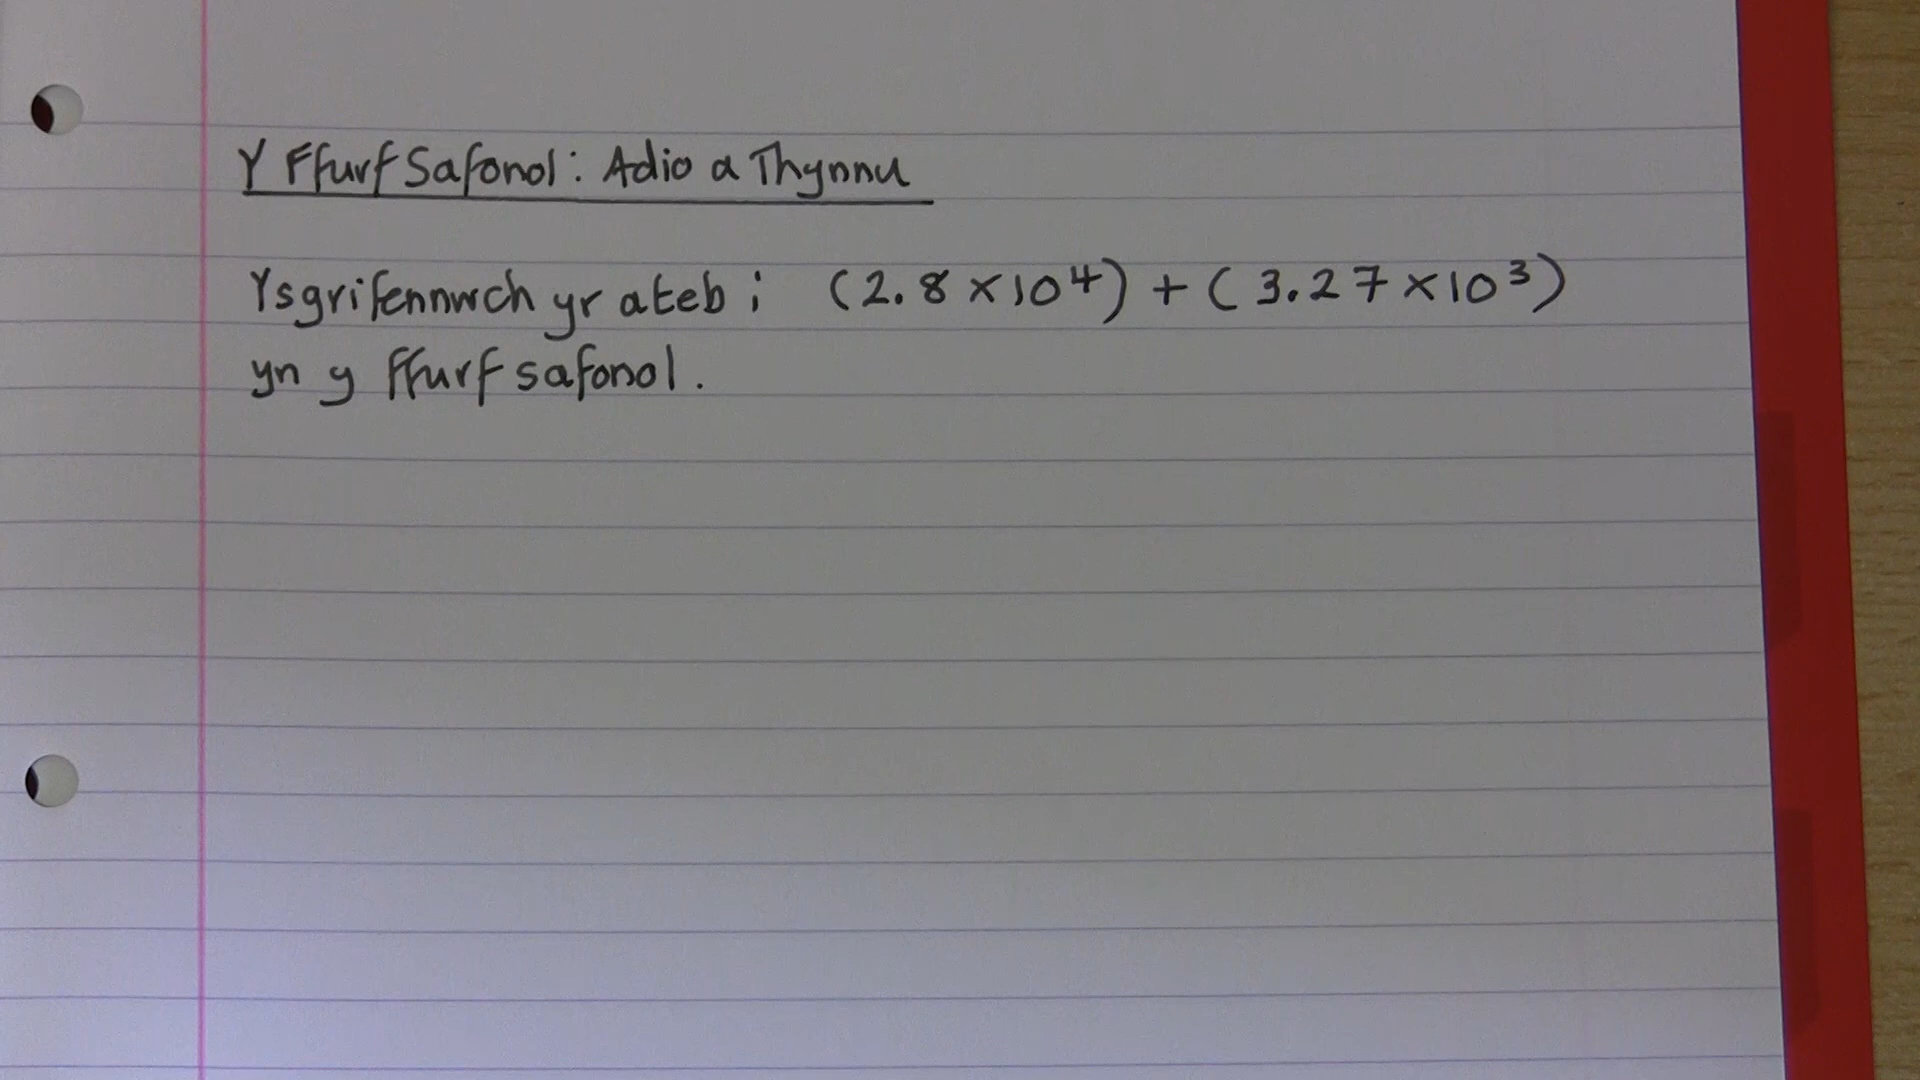 Y Ffurf Safonol: Adio a Thynnu
Ysgrifennwch yr ateb i (2.8 × 10⁴) + (3.27 × 10³)
yn y ffurf safonol.